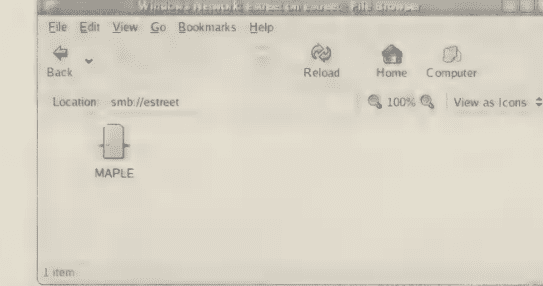 File Edit View Go Bookmarks Help
Back Reload Home Computer
Location: smb://estreet 100% View as Icons
MAPLE
1 item